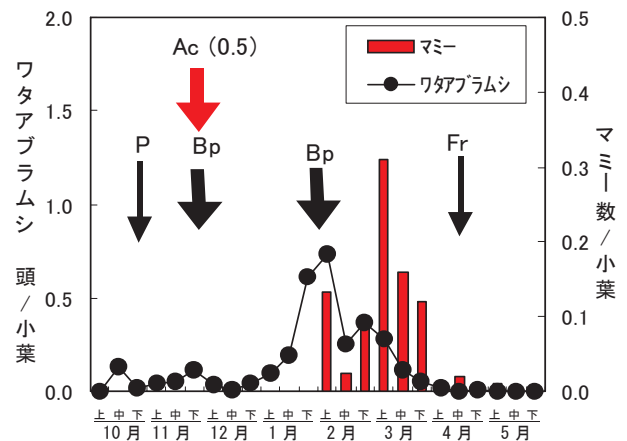 2.0
1.5
1.0
0.5
0.0
ワタアブラムシ 頭/小葉
Ac (0.5)
P
Bp
Bp
Fr
マミー
ワタアブラムシ
0.5
0.4
0.3
0.2
0.1
0.0
マミー数/小葉
上 中 下 上 中 下 上 中 下 上 中 下 上 中 下 上 中 下 上 中 下 上 中 下
10月 11月 12月 1月 2月 3月 4月 5月